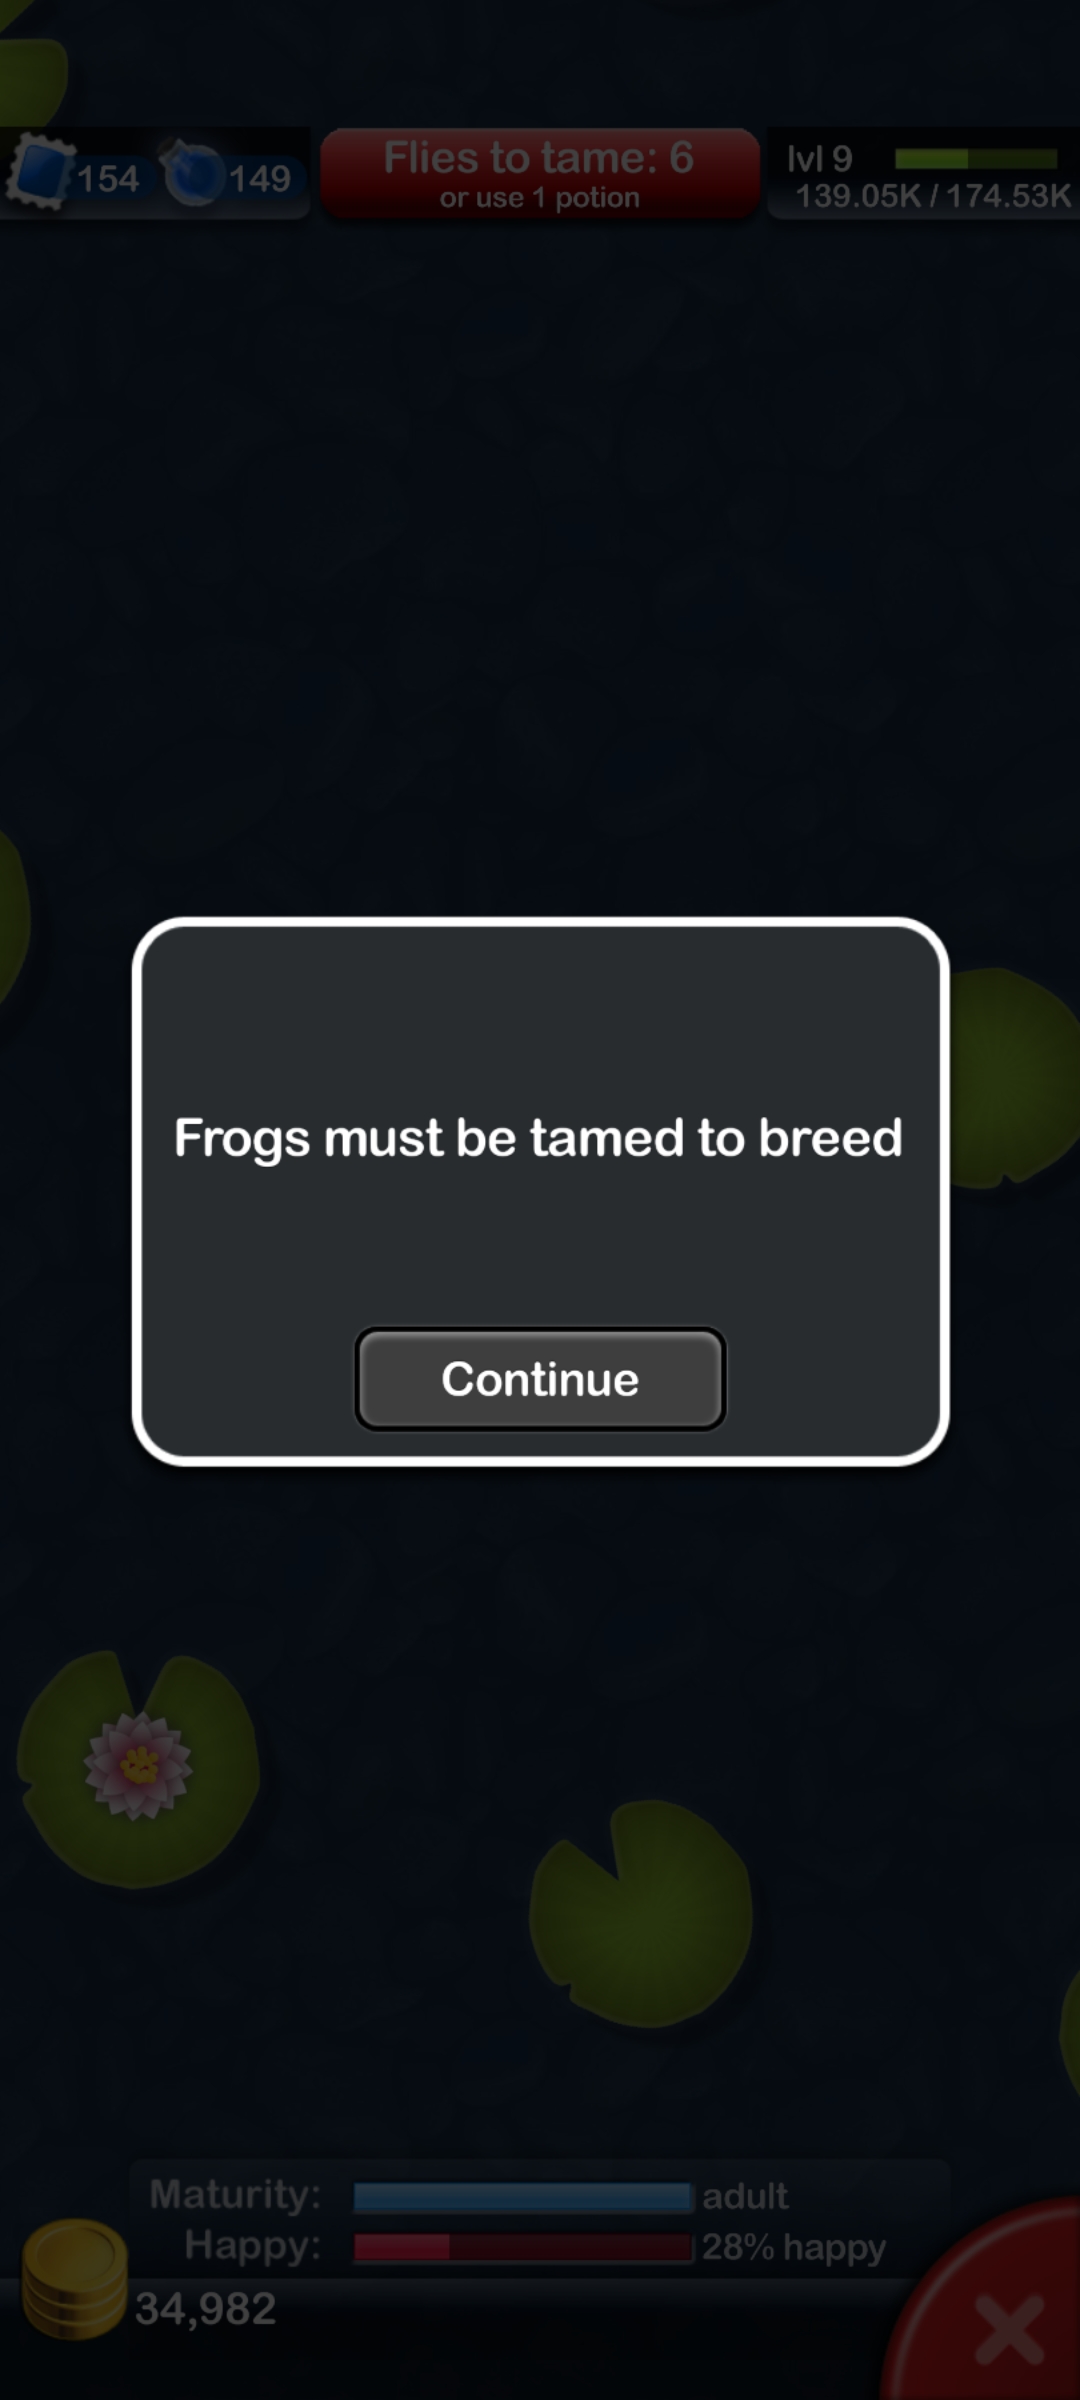 154
149
Flies to tame: 6
or use 1 potion
lvl 9
139.05K / 174.53K
Frogs must be tamed to breed
Continue
Maturity: adult
Happy: 28% happy
34,982